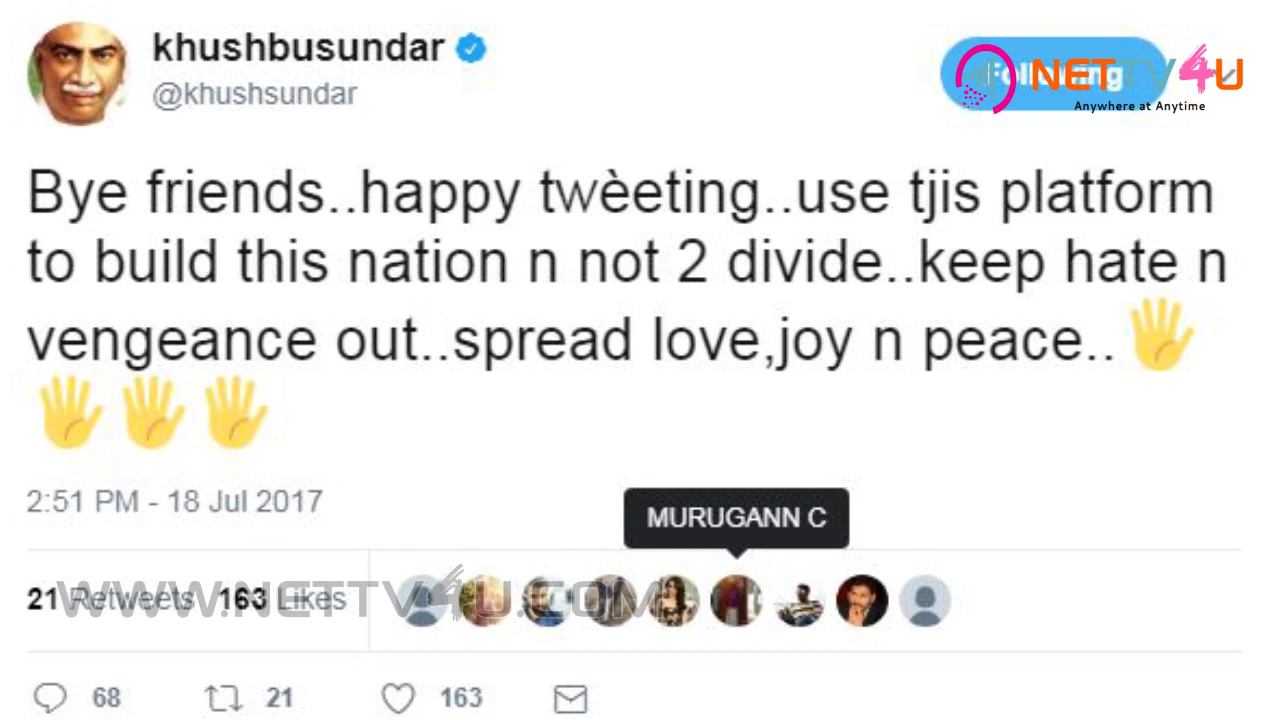 khushbusundar
@khushsundar
Following
NETTV4U
Anywhere at Anytime
Bye friends..happy twèeting..use tjis platform
to build this nation n not 2 divide..keep hate n
vengeance out..spread love,joy n peace..🖐
🖐🖐🖐
2:51 PM - 18 Jul 2017
MURUGANN C
21 Retweets 163 Likes
WWW.NETTV4U.COM
68 21 163